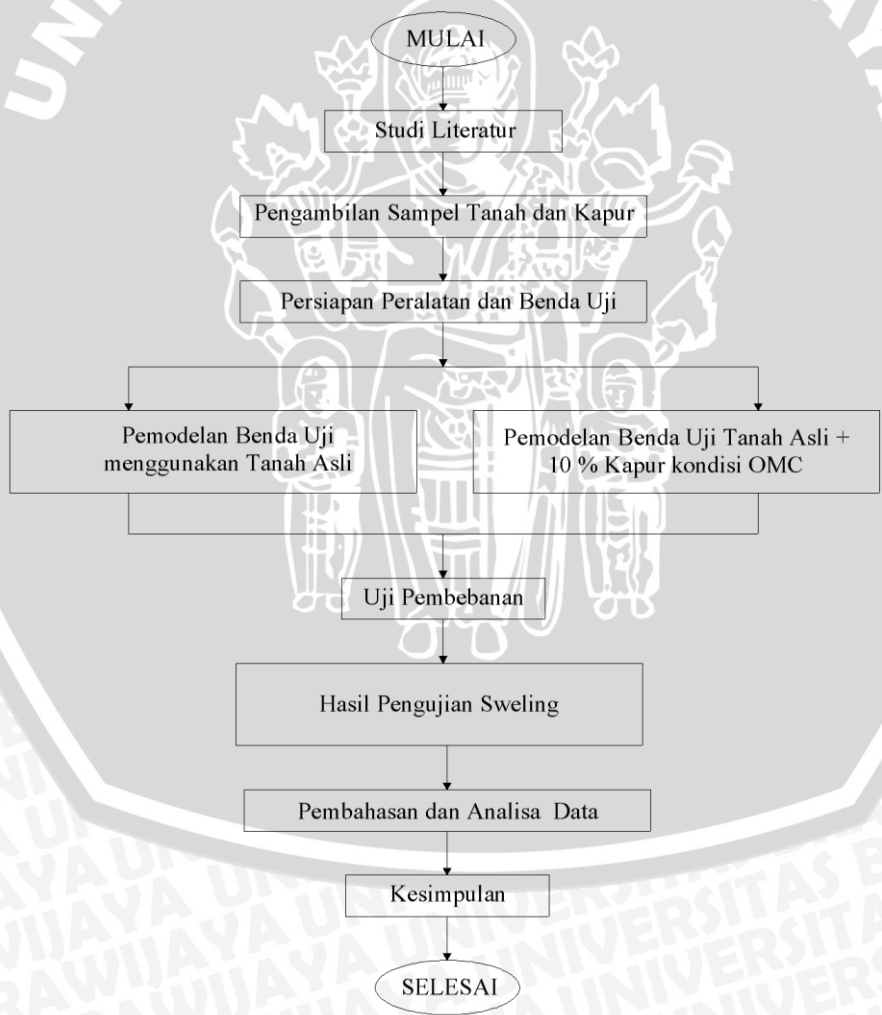 MULAI
Studi Literatur
Pengambilan Sampel Tanah dan Kapur
Persiapan Peralatan dan Benda Uji
Pemodelan Benda Uji
menggunakan Tanah Asli
Pemodelan Benda Uji Tanah Asli +
10 % Kapur kondisi OMC
Uji Pembebanan
Hasil Pengujian Sweling
Pembahasan dan Analisa Data
Kesimpulan
SELESAI